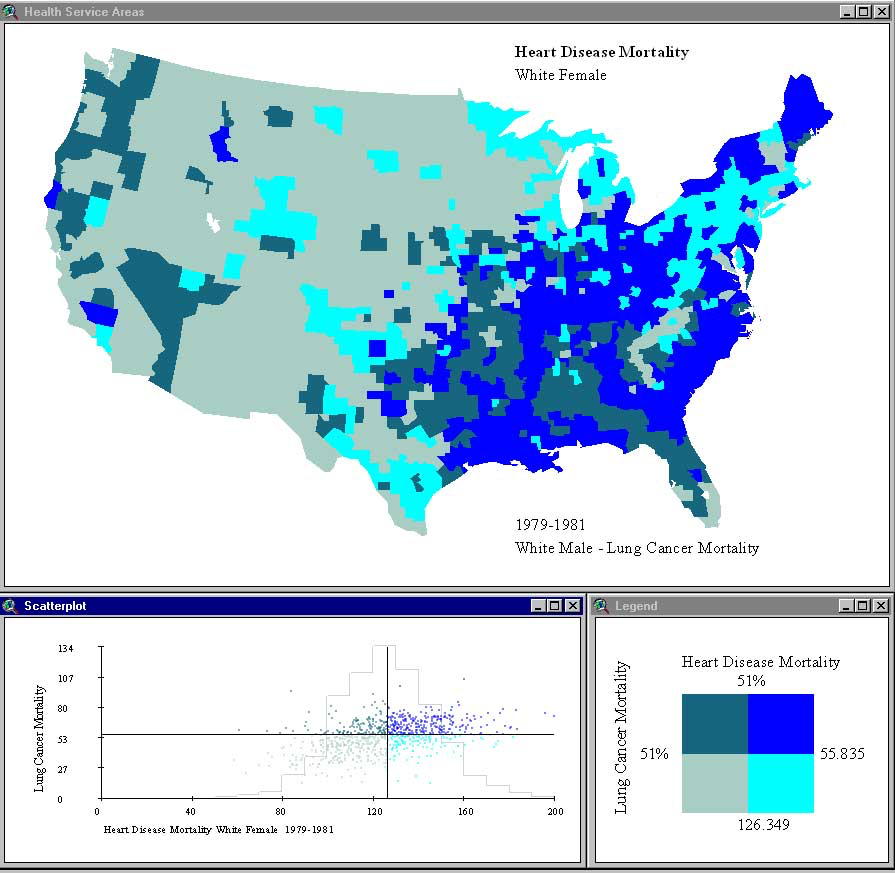 Health Service Areas
Heart Disease Mortality
White Female
1979-1981
White Male - Lung Cancer Mortality
Scatterplot
134
107
80
53
27
0
Lung Cancer Mortality
0 40 80 120 160 200
Heart Disease Mortality White Female 1979-1981
Legend
Heart Disease Mortality
51%
Lung Cancer Mortality
51%
55.835
126.349